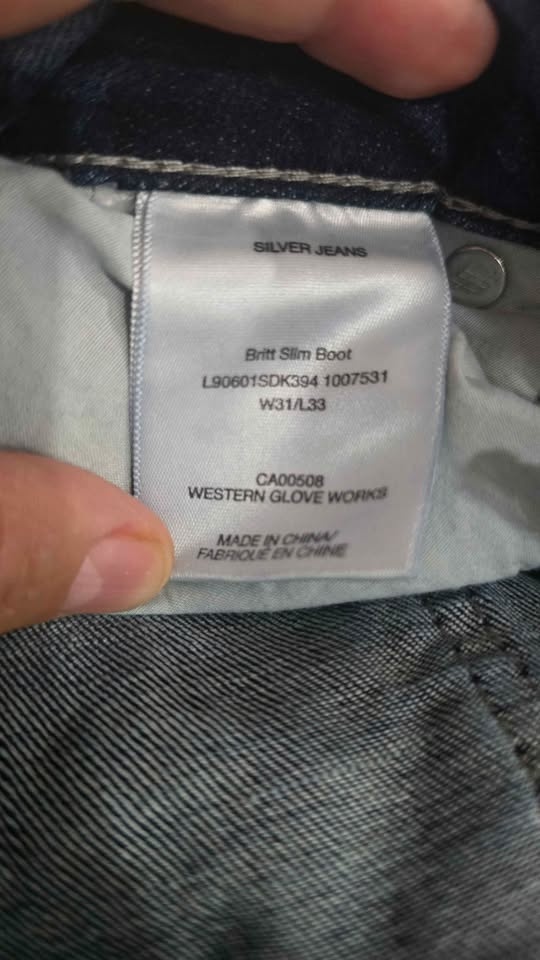 SILVER JEANS
Britt Slim Boot
L90601SDK394 1007531
W31/L33
CA00508
WESTERN GLOVE WORKS
MADE IN CHINA/
FABRIQUÉ EN CHINE